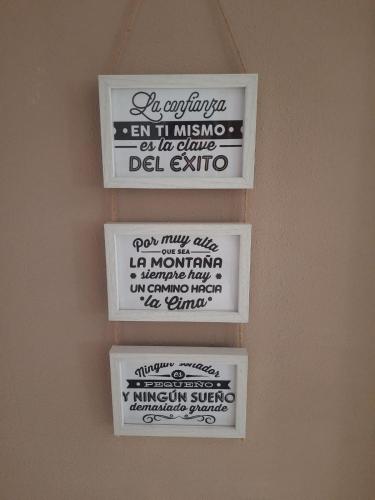 La confianza
EN TI MISMO
es la clave
DEL ÉXITO
Por muy alta
QUE SEA
LA MONTAÑA
siempre hay
UN CAMINO HACIA
la Cima
Ningún soñador
ES
PEQUEÑO
Y NINGÚN SUEÑO
demasiado grande